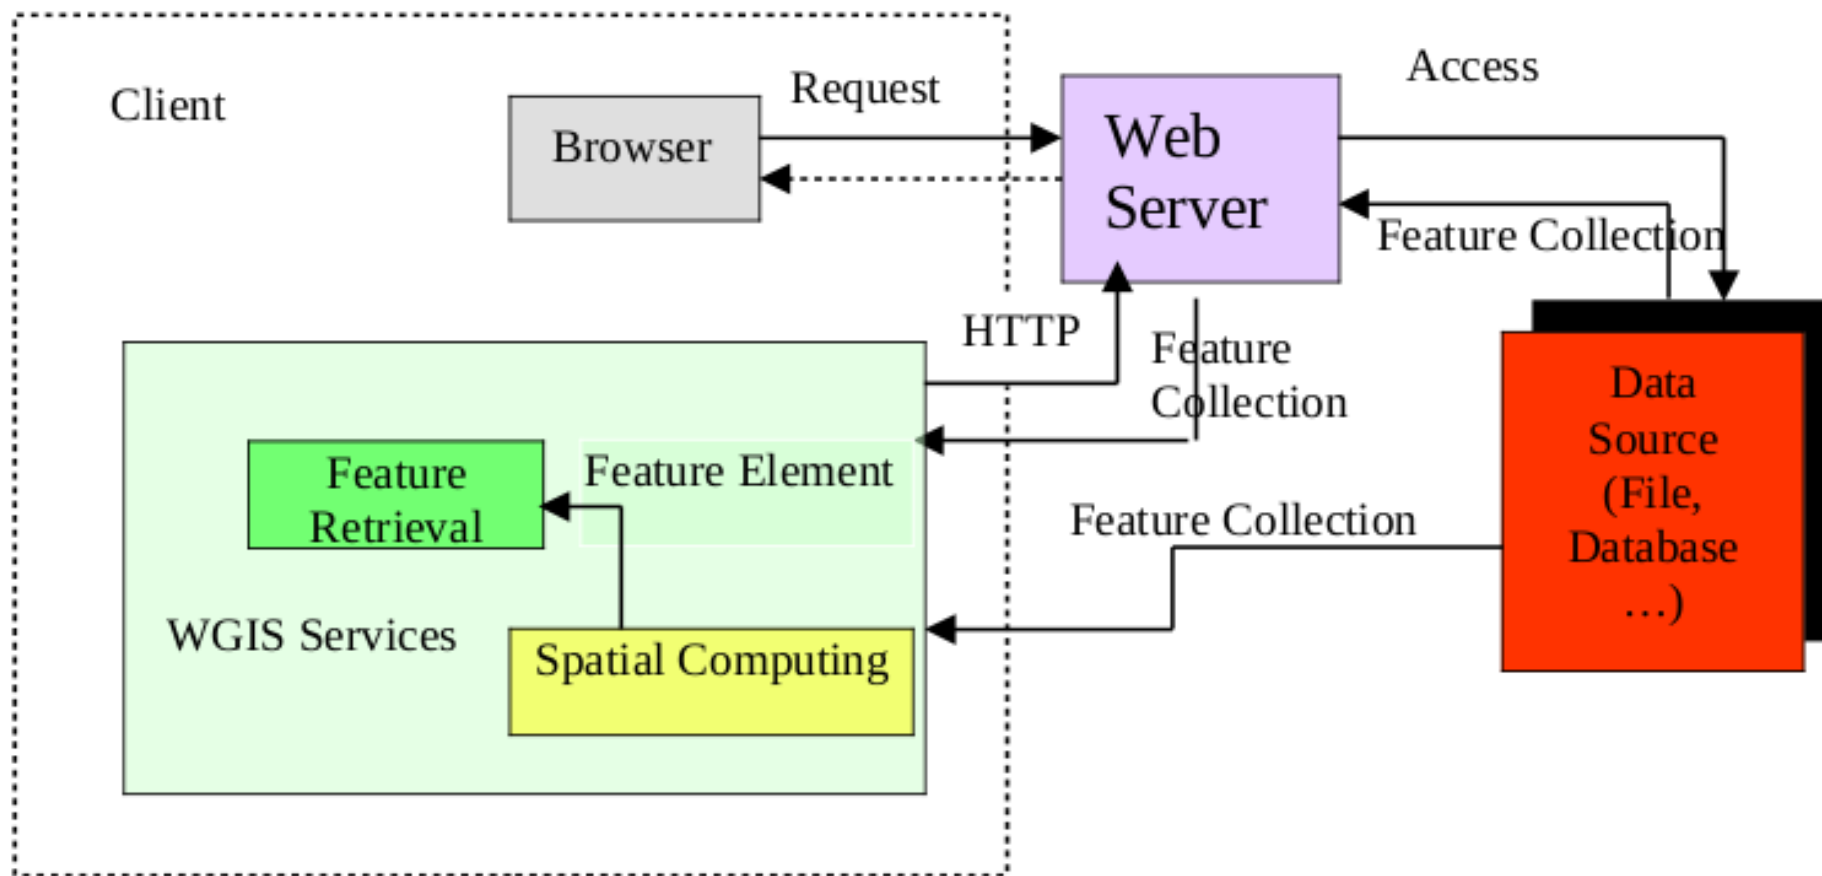 Client
Browser
Request
Web
Server
Access
Feature Collection
HTTP
Feature
Collection
Feature
Retrieval
Feature Element
Feature Collection
WGIS Services
Spatial Computing
Data
Source
(File,
Database
…)